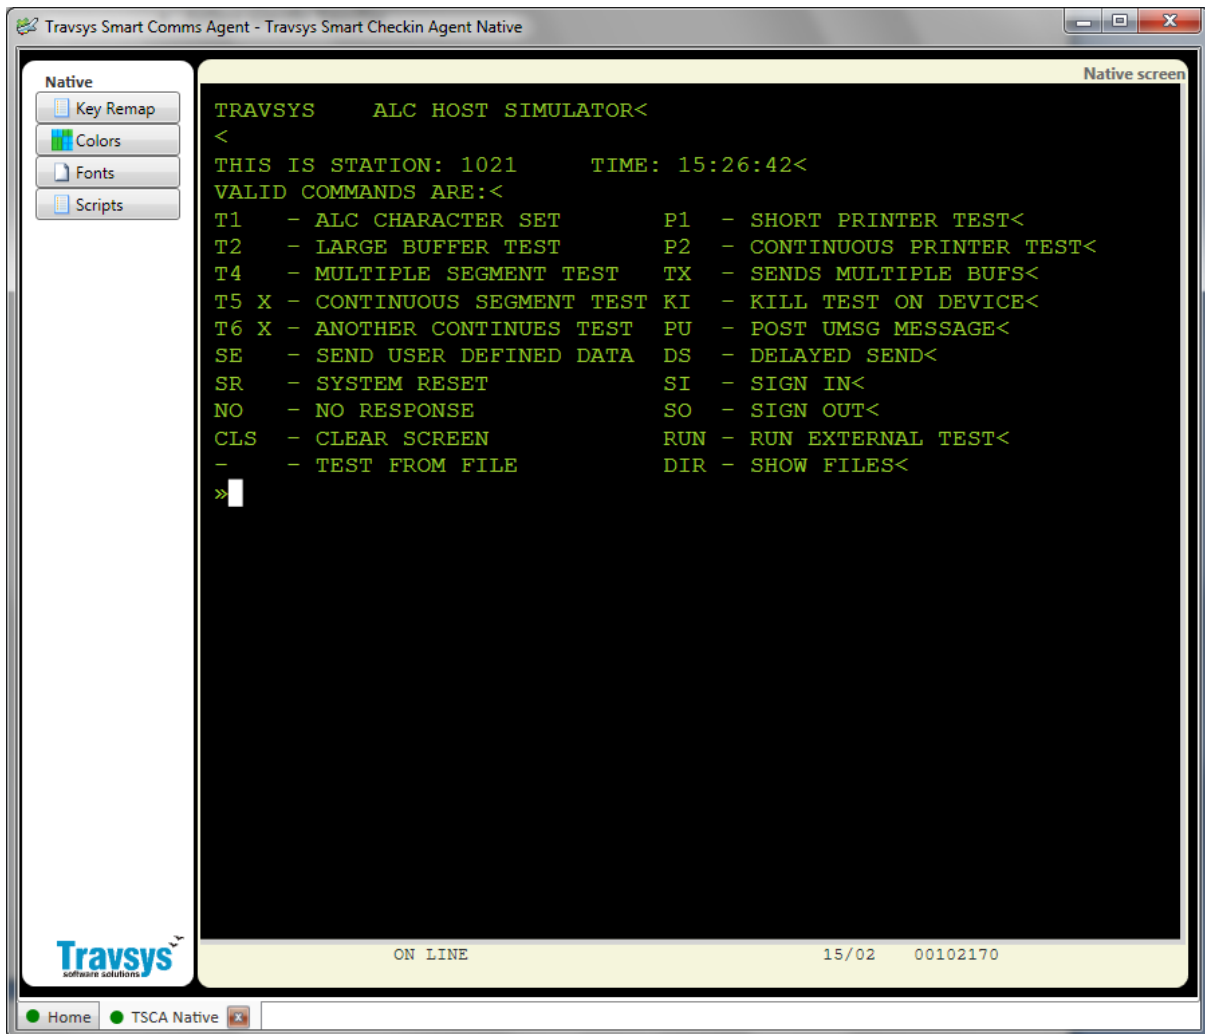 Travsys Smart Comms Agent - Travsys Smart Checkin Agent Native
Native
Key Remap
Colors
Fonts
Scripts
Native screen
TRAVSYS    ALC HOST SIMULATOR<
<
THIS IS STATION: 1021     TIME: 15:26:42<
VALID COMMANDS ARE:<
T1   - ALC CHARACTER SET       P1  - SHORT PRINTER TEST<
T2   - LARGE BUFFER TEST       P2  - CONTINUOUS PRINTER TEST<
T4   - MULTIPLE SEGMENT TEST   TX  - SENDS MULTIPLE BUFS<
T5 X - CONTINUOUS SEGMENT TEST KI  - KILL TEST ON DEVICE<
T6 X - ANOTHER CONTINUES TEST  PU  - POST UMSG MESSAGE<
SE   - SEND USER DEFINED DATA  DS  - DELAYED SEND<
SR   - SYSTEM RESET            SI  - SIGN IN<
NO   - NO RESPONSE             SO  - SIGN OUT<
CLS  - CLEAR SCREEN            RUN - RUN EXTERNAL TEST<
-    - TEST FROM FILE          DIR - SHOW FILES<
»
Travsys
software solutions
ON LINE 15/02 00102170
Home TSCA Native